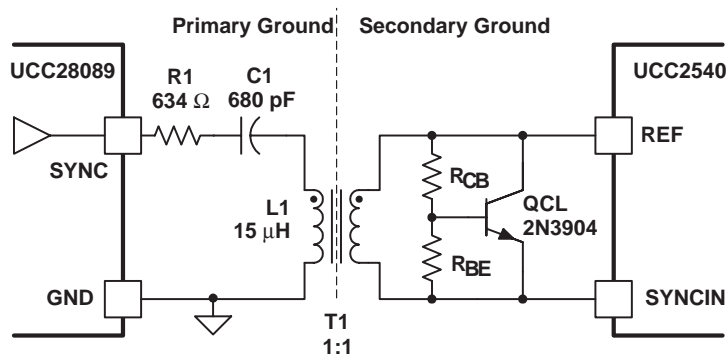 Primary Ground
Secondary Ground
UCC28089
R1
634 Ω
C1
680 pF
UCC2540
SYNC
REF
L1
15 μH
RCB
QCL
2N3904
RBE
GND
SYNCIN
T1
1:1